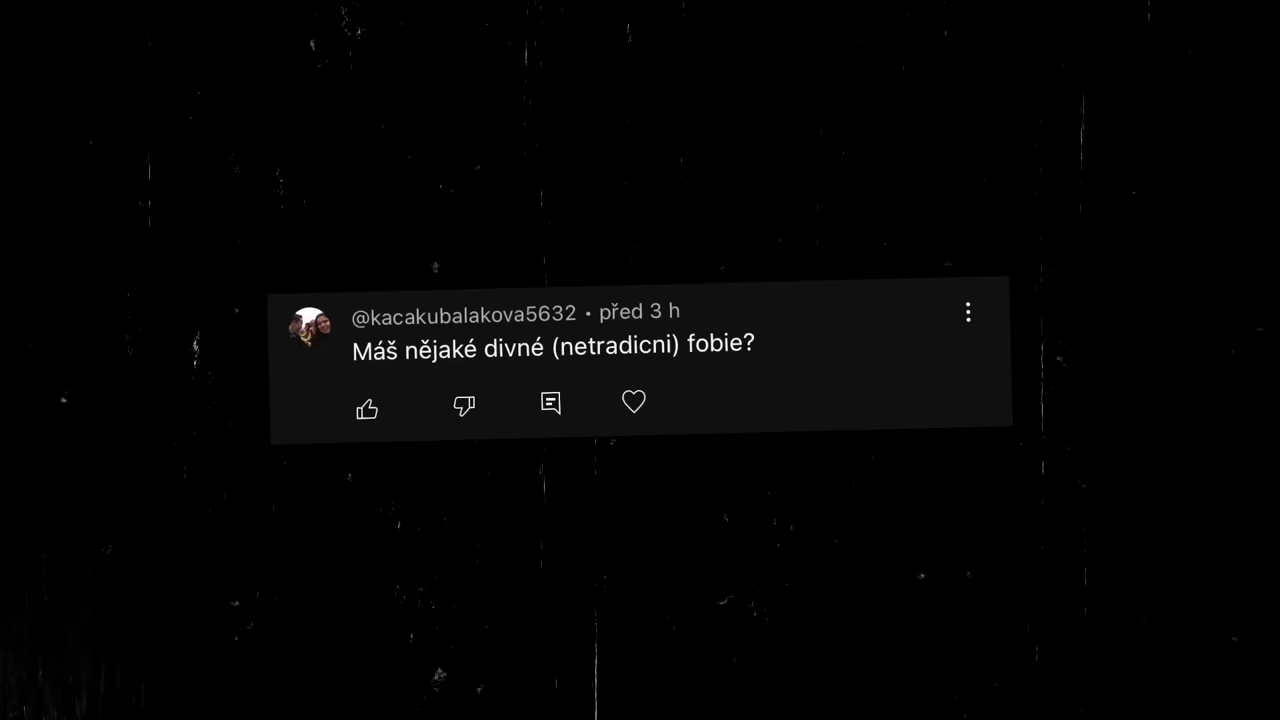 @kacakubalakova5632 • před 3 h
Máš nějaké divné (netradicni) fobie?